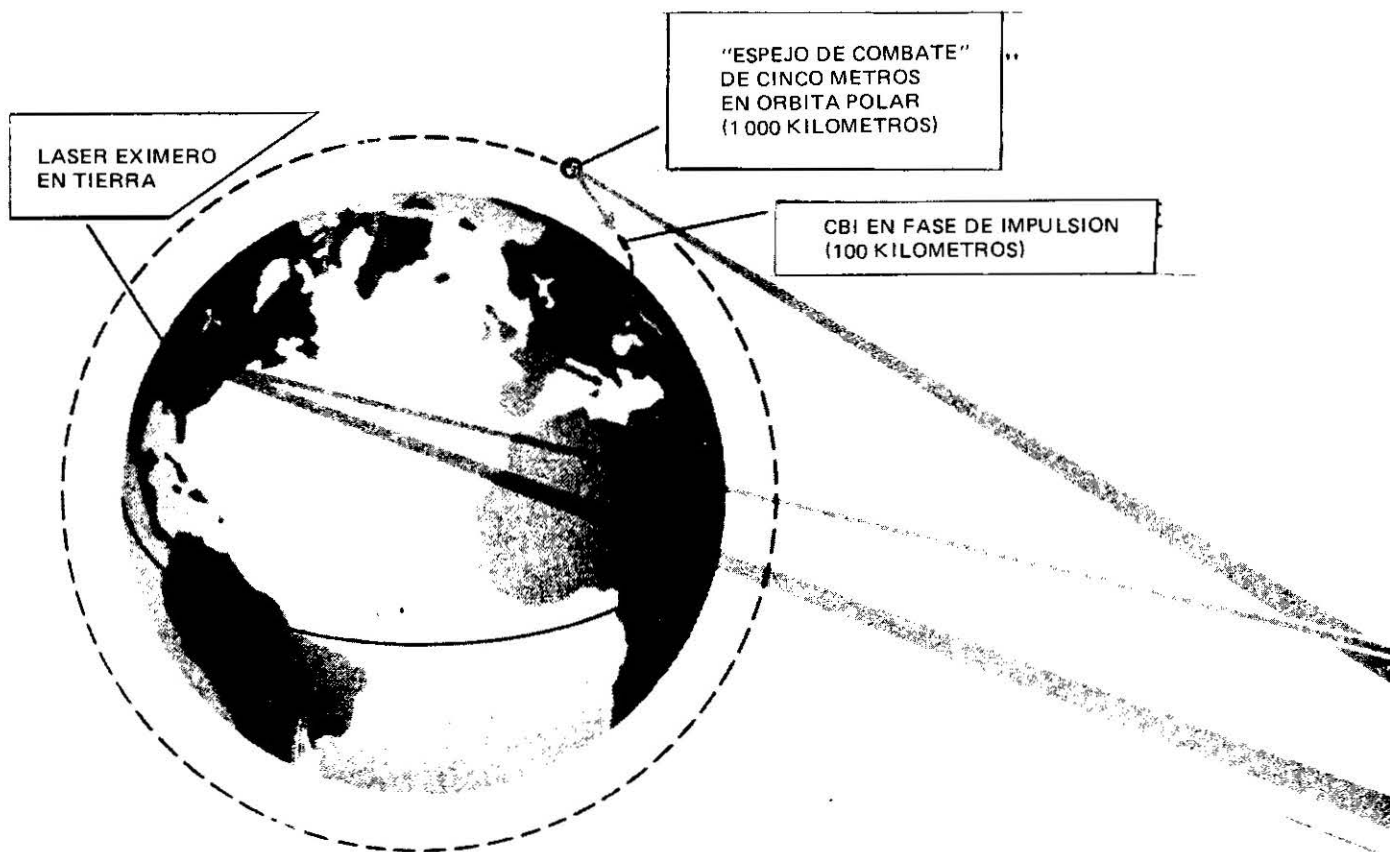 "ESPEJO DE COMBATE"
DE CINCO METROS
EN ORBITA POLAR
(1 000 KILOMETROS)
LASER EXIMERO
EN TIERRA
CBI EN FASE DE IMPULSION
(100 KILOMETROS)